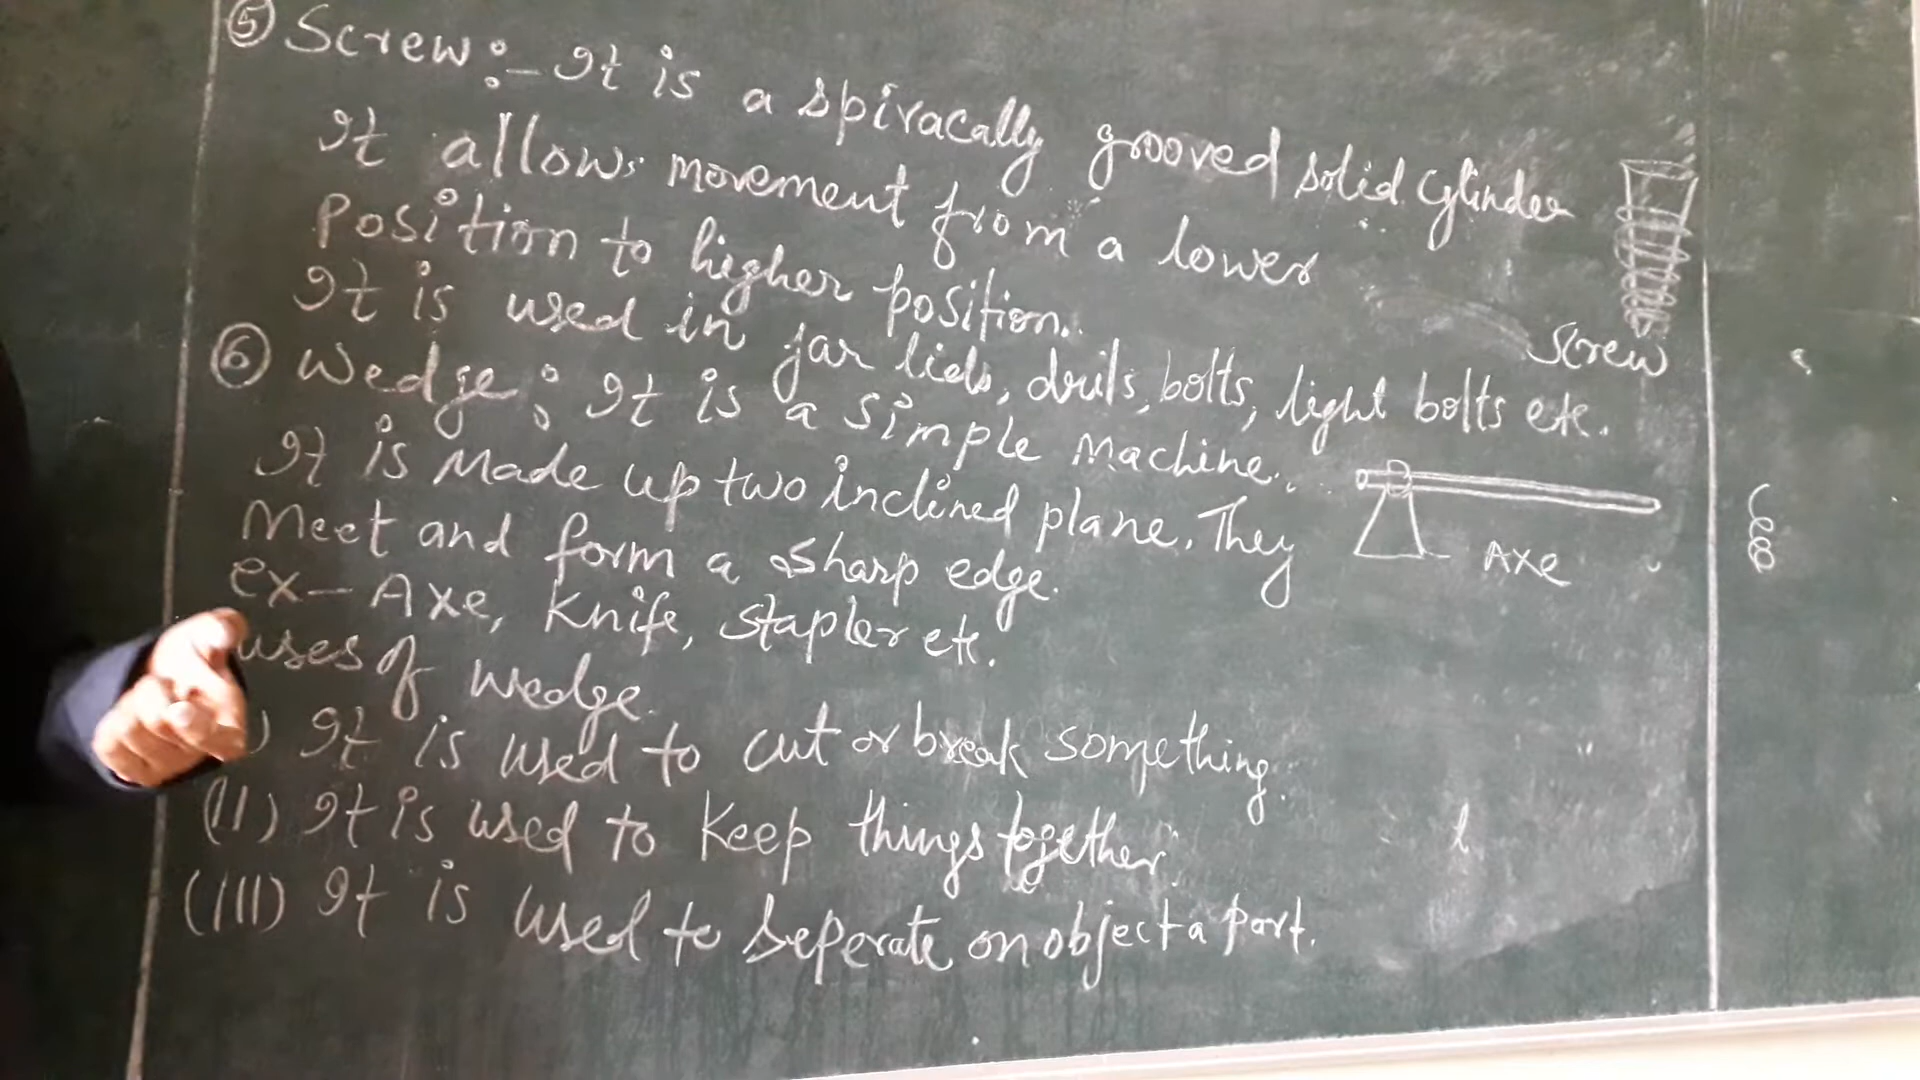 ⑤ Screw:- It is a spiracally grooved solid cylinder
It allows movement from a lower
Position to higher position.
It is used in jar lids, drils, bolts, light bolts etc.
Screw
⑥ Wedge: It is a simple Machine.
It is Made up two inclined plane. They
Meet and form a sharp edge.
AXe
ex- Axe, Knife, Stapler etc.
uses of wedge.
) It is used to cut or break something.
(II) It is used to Keep things together.
(III) It is used to seperate on object a part.